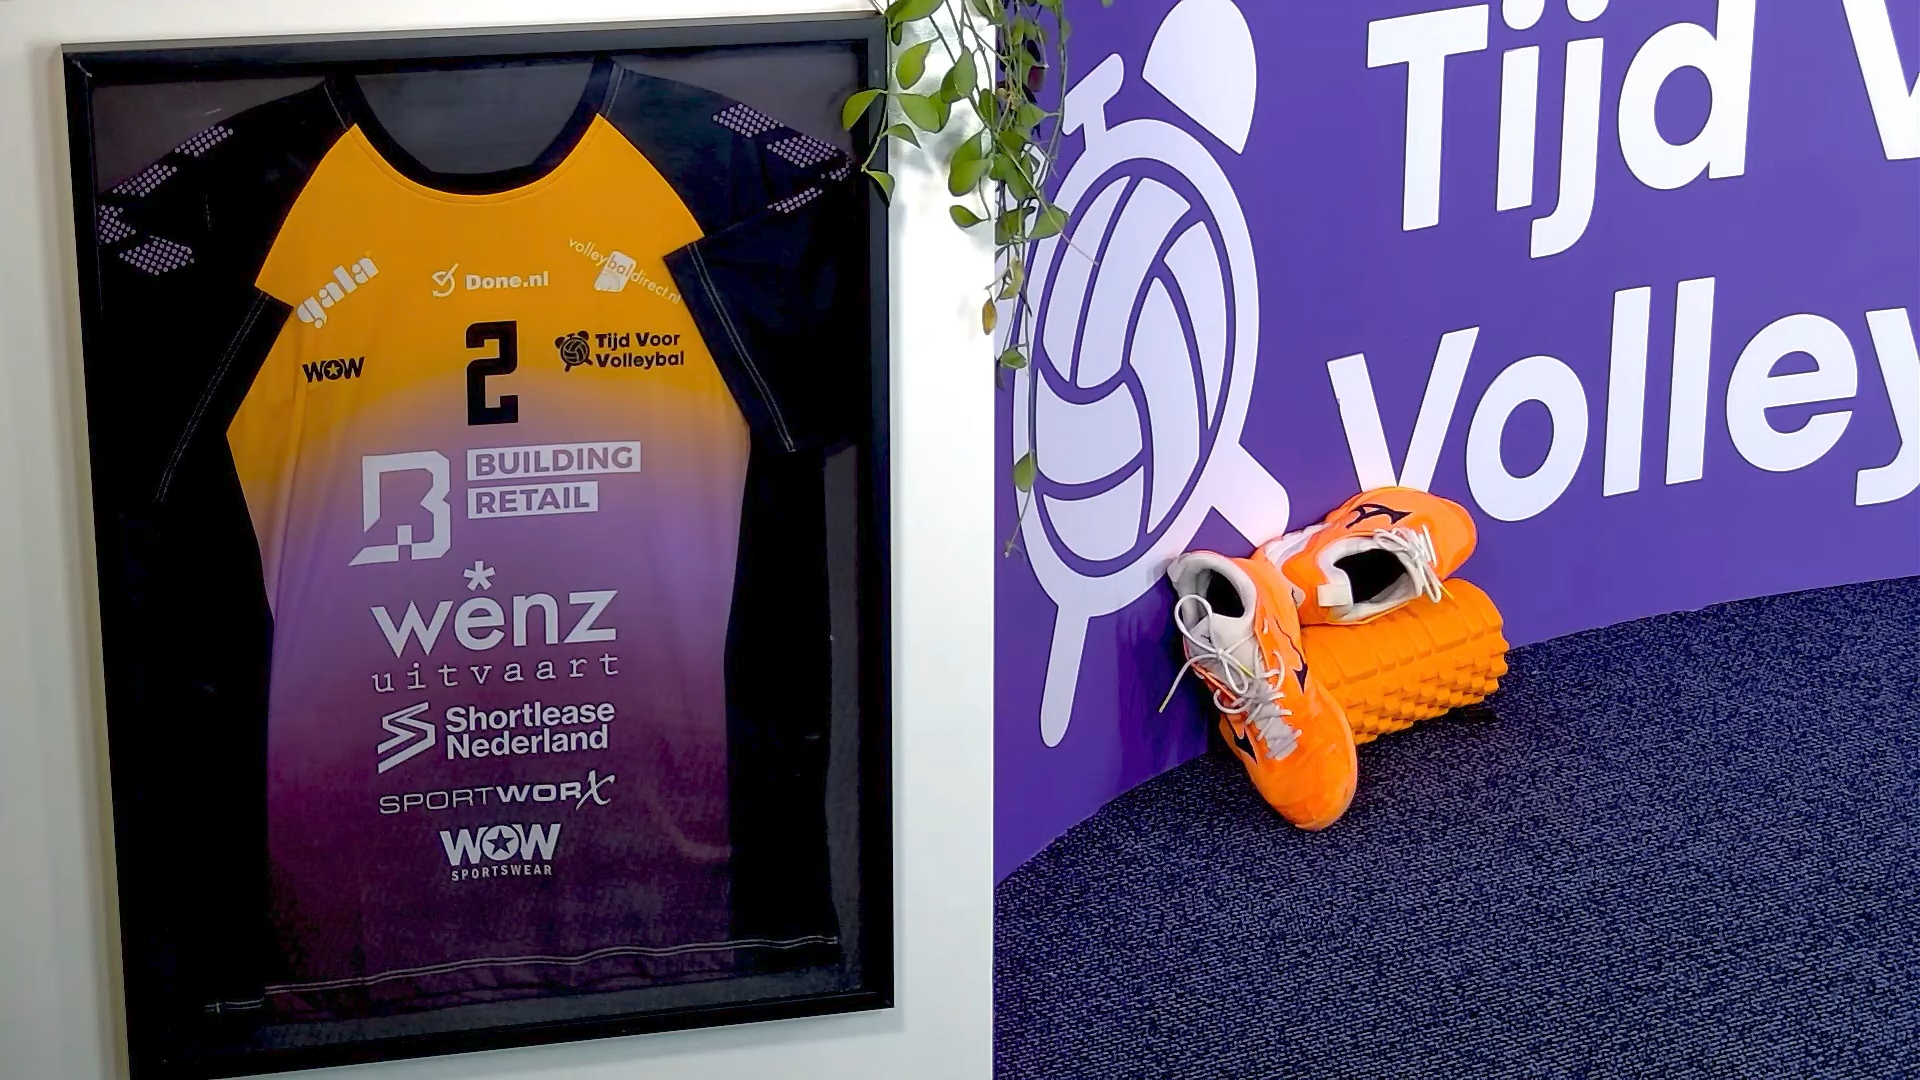 gala
Done.nl
volleybaldirect.nl
WOW
2
Tijd Voor
Volleybal
BUILDING
RETAIL
wënz
uitvaart
Shortlease
Nederland
SPORTWORX
WOW
SPORTSWEAR
Tijd V
Volley